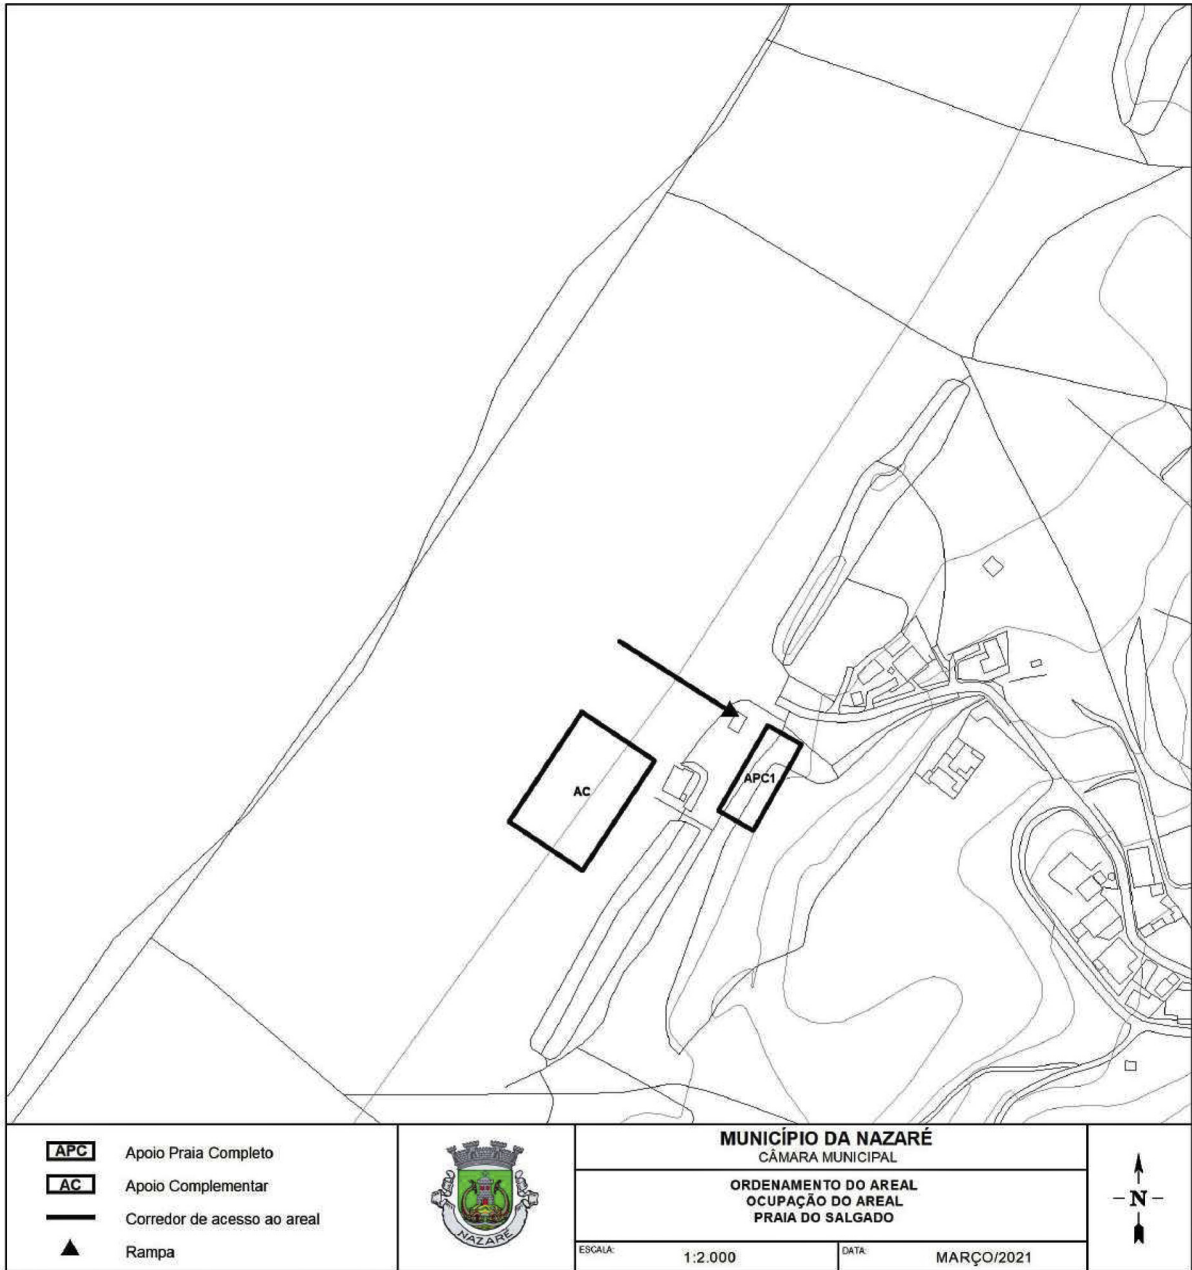 AC
APC1
APC Apoio Praia Completo
AC Apoio Complementar
Corredor de acesso ao areal
Rampa
NAZARÉ
MUNICÍPIO DA NAZARÉ
CÂMARA MUNICIPAL
ORDENAMENTO DO AREAL
OCUPAÇÃO DO AREAL
PRAIA DO SALGADO
ESCALA: 1:2.000
DATA: MARÇO/2021
N